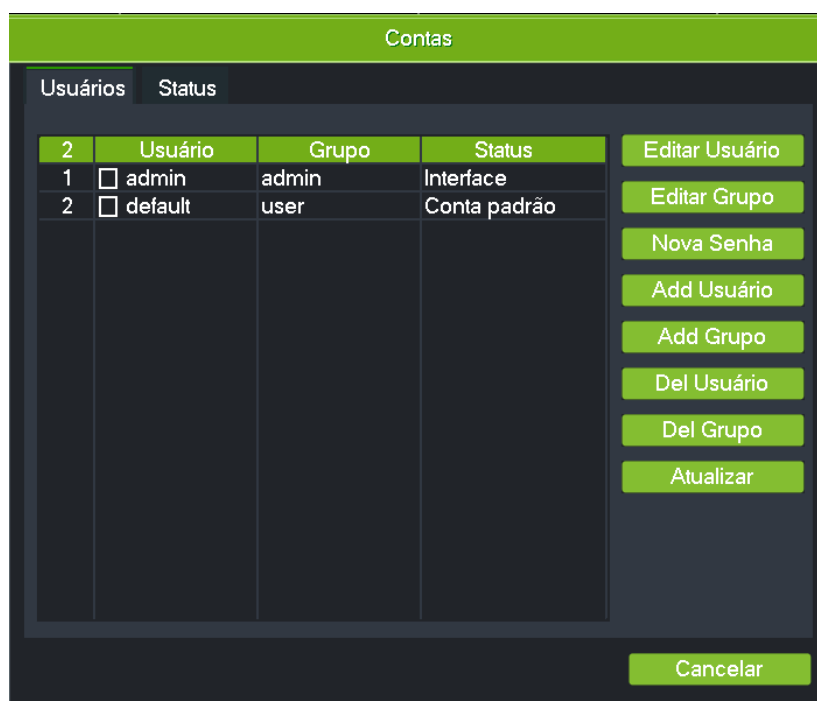 Contas
Usuários Status
2 Usuário Grupo Status
1 admin admin Interface
2 default user Conta padrão
Editar Usuário
Editar Grupo
Nova Senha
Add Usuário
Add Grupo
Del Usuário
Del Grupo
Atualizar
Cancelar